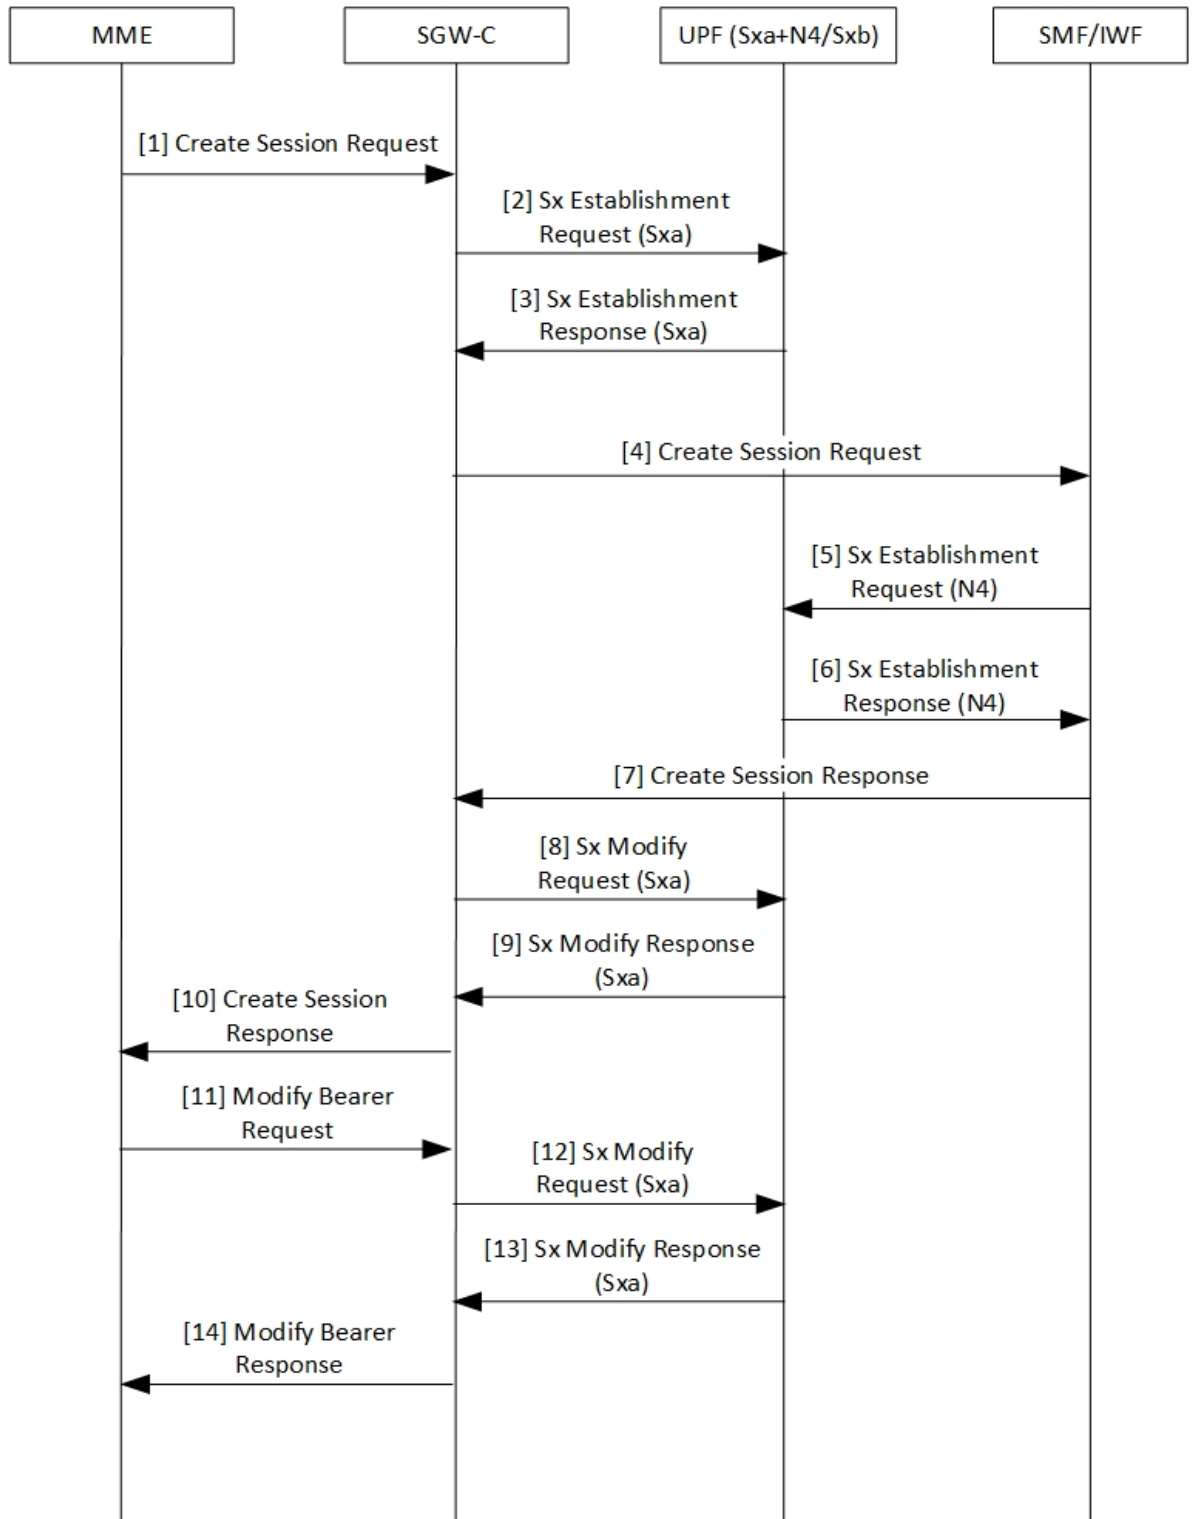 MME
SGW-C
UPF (Sxa+N4/Sxb)
SMF/IWF
[1] Create Session Request
[2] Sx Establishment
Request (Sxa)
[3] Sx Establishment
Response (Sxa)
[4] Create Session Request
[5] Sx Establishment
Request (N4)
[6] Sx Establishment
Response (N4)
[7] Create Session Response
[8] Sx Modify
Request (Sxa)
[9] Sx Modify Response
(Sxa)
[10] Create Session
Response
[11] Modify Bearer
Request
[12] Sx Modify
Request (Sxa)
[13] Sx Modify Response
(Sxa)
[14] Modify Bearer
Response